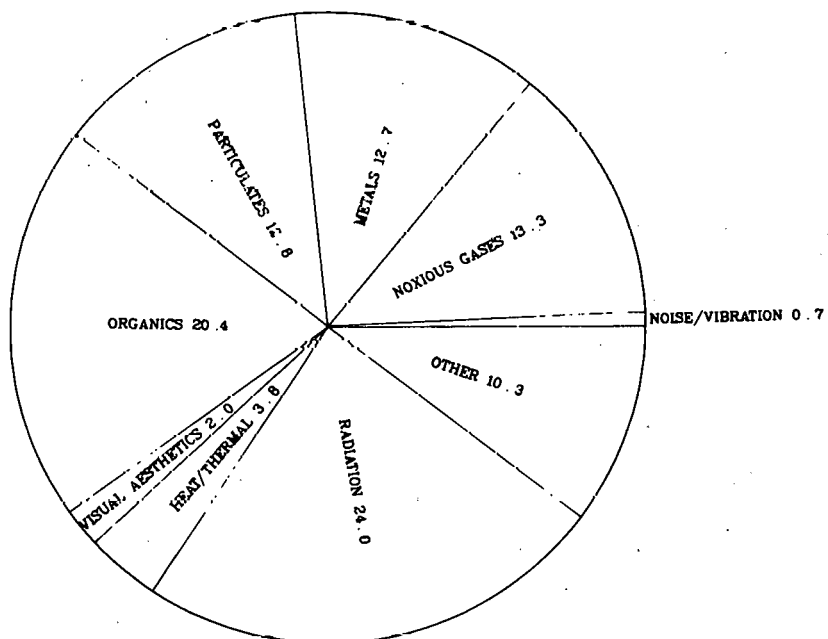 PARTICULATES 12.8
METALS 12.7
NOXIOUS GASES 13.3
NOISE/VIBRATION 0.7
ORGANICS 20.4
OTHER 10.3
VISUAL AESTHETICS 2.0
HEAT/THERMAL 3.8
RADIATION 24.0